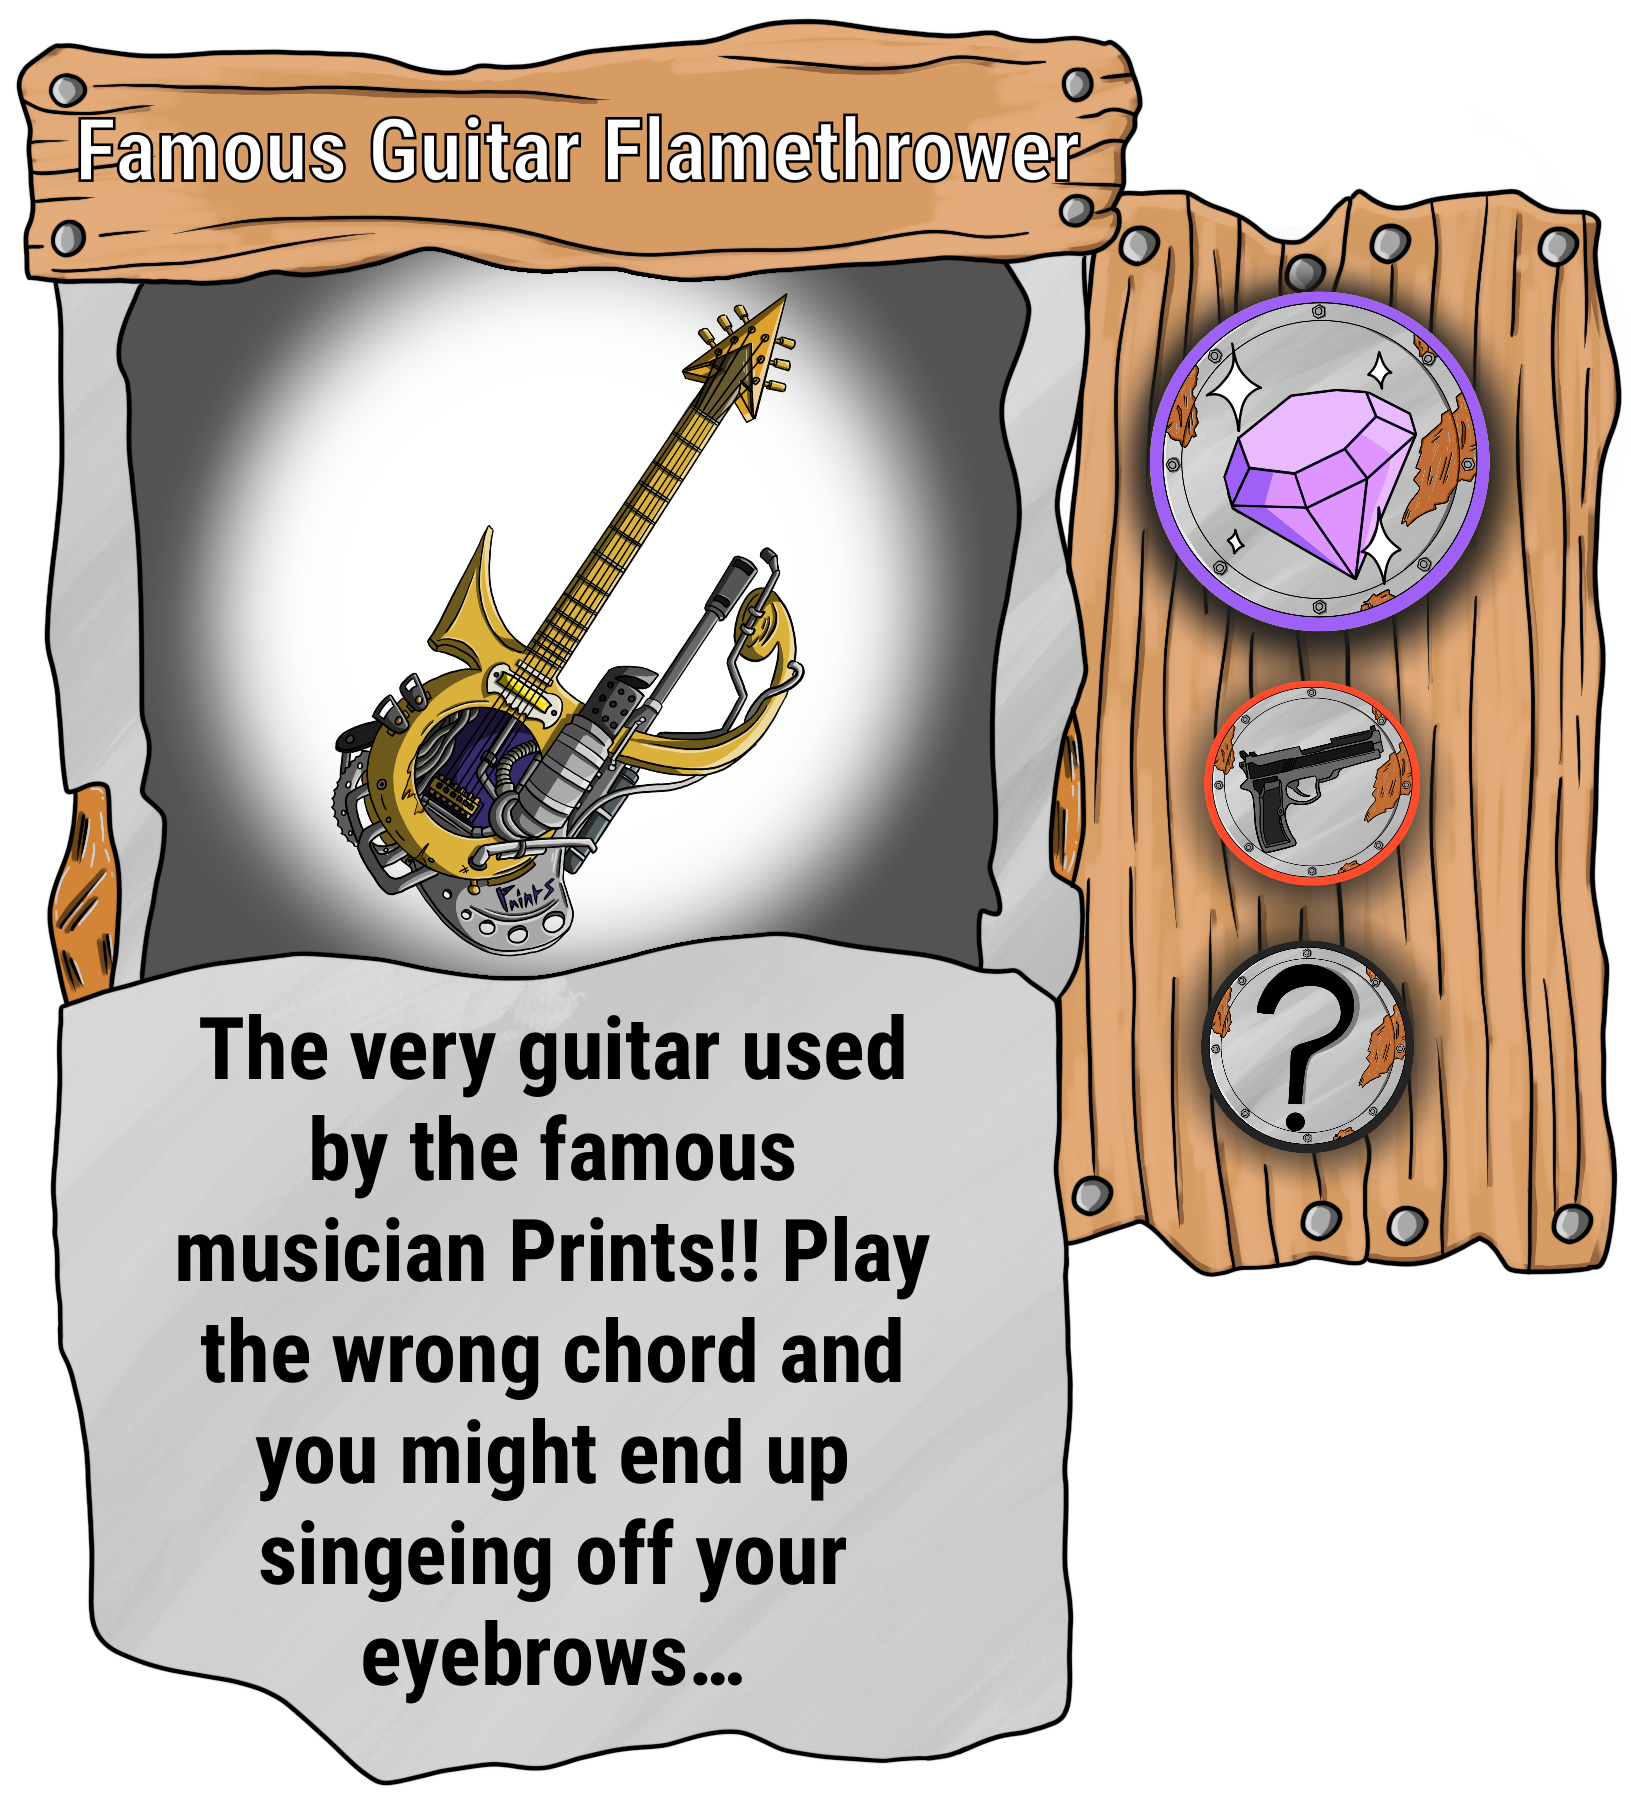 Famous Guitar Flamethrower
Prints
The very guitar used
by the famous
musician Prints!! Play
the wrong chord and
you might end up
singeing off your
eyebrows...
?